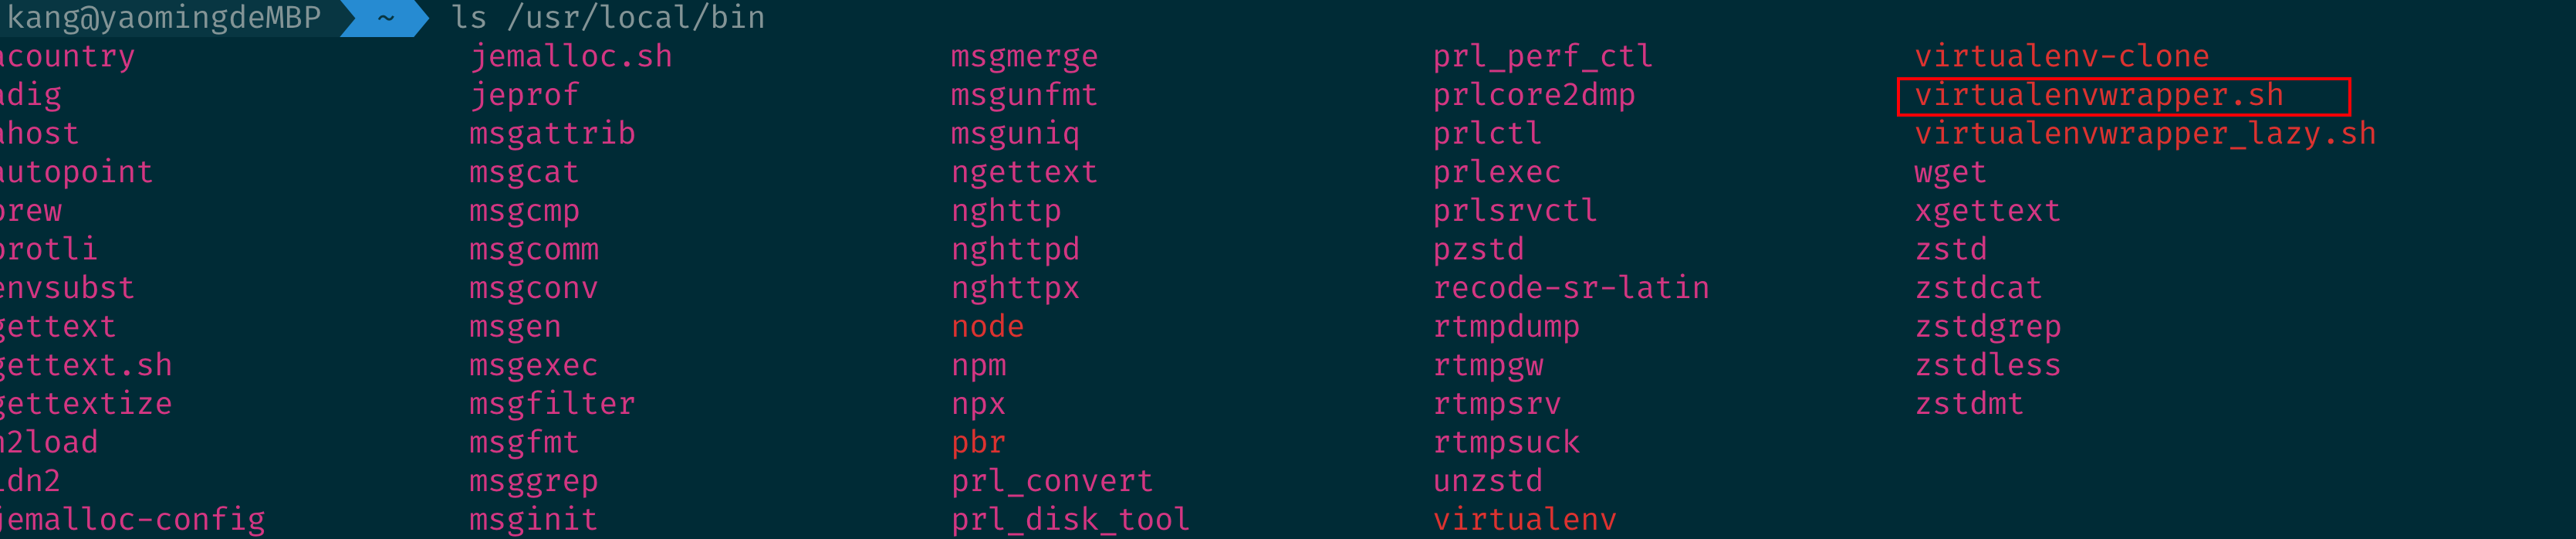 kang@yaomingdeMBP ~ ls /usr/local/bin
acountry jemalloc.sh msgmerge prl_perf_ctl virtualenv-clone
adig jeprof msgunfmt prlcore2dmp virtualenvwrapper.sh
ahost msgattrib msguniq prlctl virtualenvwrapper_lazy.sh
autopoint msgcat ngettext prlexec wget
brew msgcmp nghttp prlsrvctl xgettext
brotli msgcomm nghttpd pzstd zstd
envsubst msgconv nghttpx recode-sr-latin zstdcat
gettext msgen node rtmpdump zstdgrep
gettext.sh msgexec npm rtmpgw zstdless
gettextize msgfilter npx rtmpsrv zstdmt
h2load msgfmt pbr rtmpsuck
idn2 msggrep prl_convert unzstd
jemalloc-config msginit prl_disk_tool virtualenv